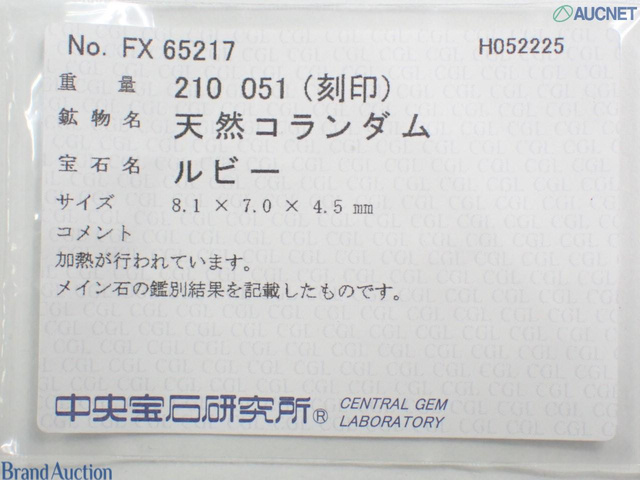 AUCNET
No. FX 65217 H052225
重量 210 051 (刻印)
鉱物名 天然コランダム
宝石名 ルビー
サイズ 8.1 × 7.0 × 4.5 mm
コメント
加熱が行われています。
メイン石の鑑別結果を記載したものです。
中央宝石研究所® CENTRAL GEM
LABORATORY
Brand Auction